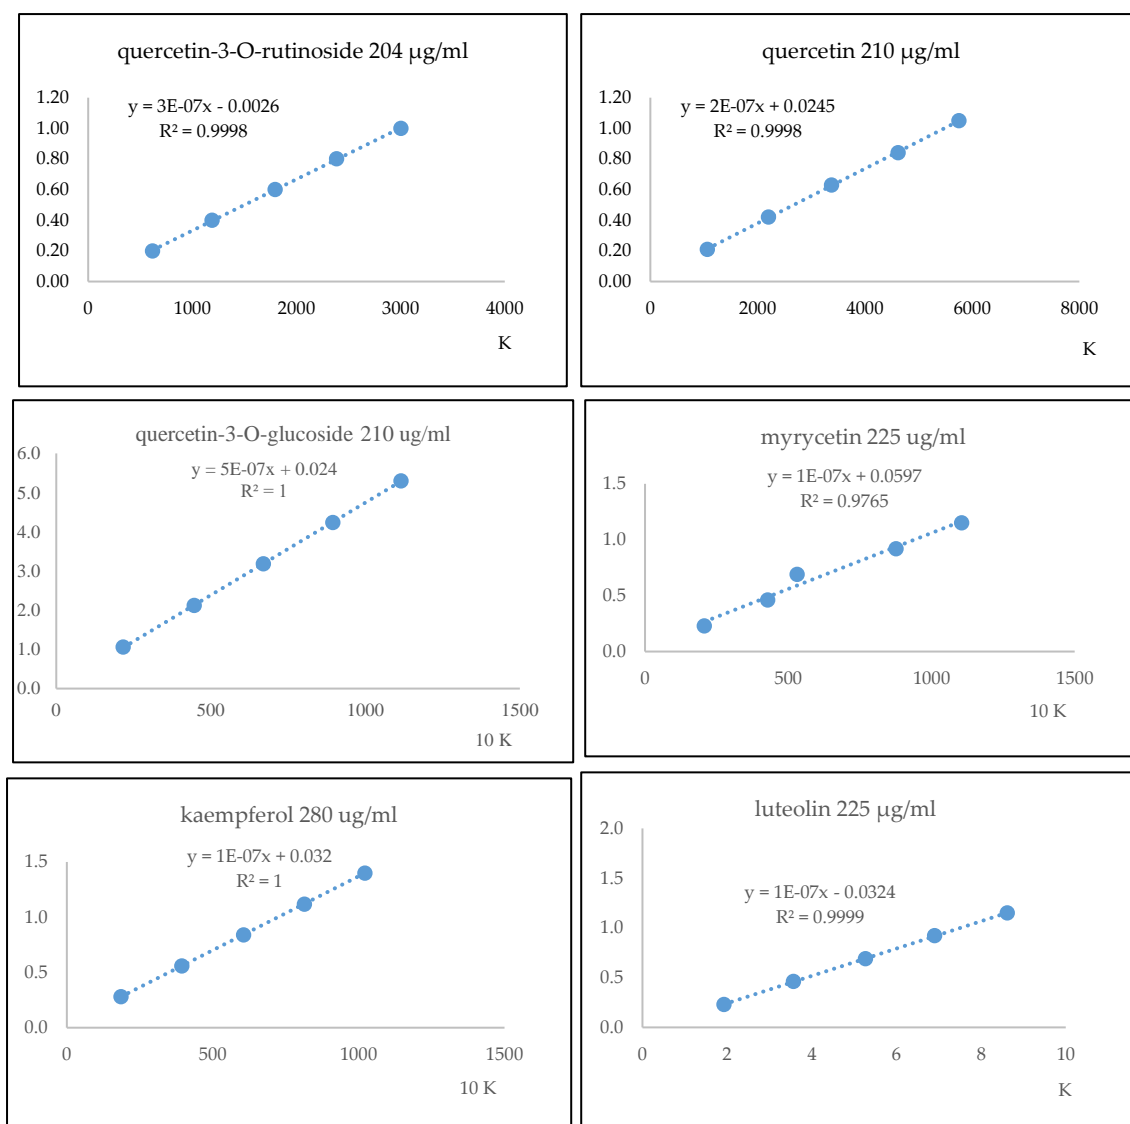 quercetin-3-O-rutinoside 204 µg/ml
y = 3E-07x - 0.0026
R² = 0.9998
1.20
1.00
0.80
0.60
0.40
0.20
0.00
0 1000 2000 3000 4000
K
quercetin 210 µg/ml
y = 2E-07x + 0.0245
R² = 0.9998
1.20
1.00
0.80
0.60
0.40
0.20
0.00
0 2000 4000 6000 8000
K
quercetin-3-O-glucoside 210 ug/ml
y = 5E-07x + 0.024
R² = 1
6.0
5.0
4.0
3.0
2.0
1.0
0.0
0 500 1000 1500
10 K
myrycetin 225 ug/ml
y = 1E-07x + 0.0597
R² = 0.9765
1.5
1.0
0.5
0.0
0 500 1000 1500
10 K
kaempferol 280 ug/ml
y = 1E-07x + 0.032
R² = 1
1.5
1.0
0.5
0.0
0 500 1000 1500
10 K
luteolin 225 µg/ml
y = 1E-07x - 0.0324
R² = 0.9999
2.0
1.5
1.0
0.5
0.0
0 2 4 6 8 10
K